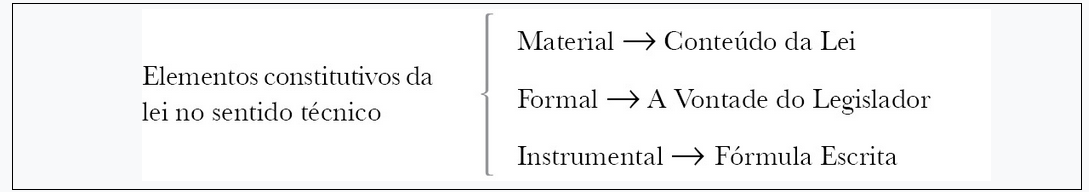 Elementos constitutivos da
lei no sentido técnico
Material → Conteúdo da Lei
Formal → A Vontade do Legislador
Instrumental → Fórmula Escrita